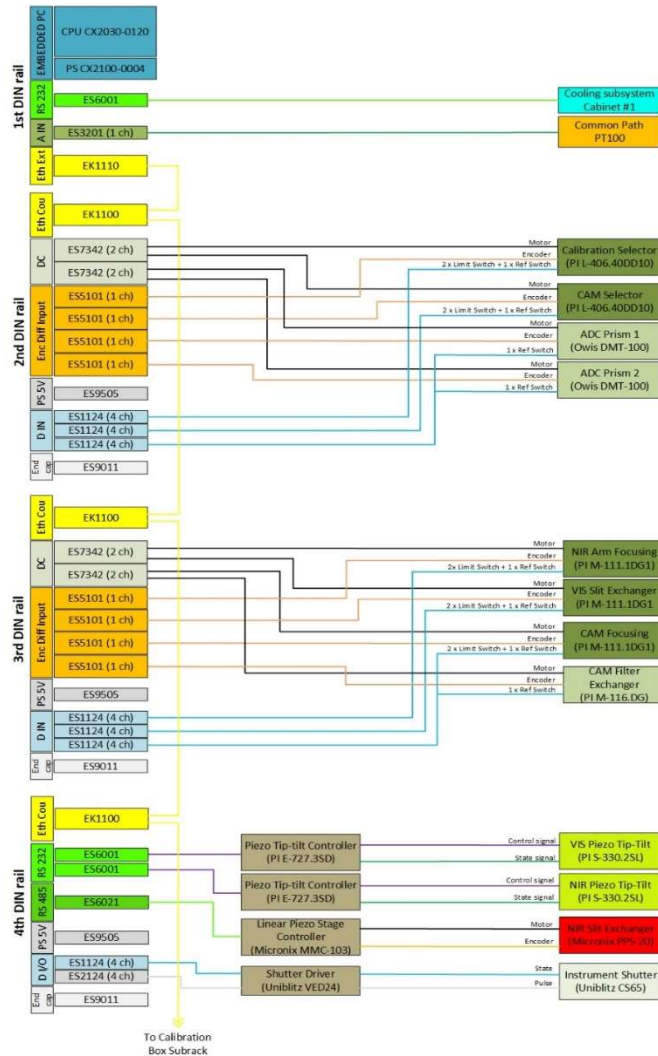 1st DIN rail
EMBEDDED PC
CPU CX2030-0120
PS CX2100-0004
RS 232
ES6001
Cooling subsystem
Cabinet #1
A IN
ES3201 (1 ch)
Common Path
PT100
Eth Ext
EK1110
2nd DIN rail
Eth Cou
EK1100
DC
ES7342 (2 ch)
ES7342 (2 ch)
Enc Diff Input
ES5101 (1 ch)
ES5101 (1 ch)
ES5101 (1 ch)
ES5101 (1 ch)
PS 5V
ES9505
D IN
ES1124 (4 ch)
ES1124 (4 ch)
ES1124 (4 ch)
End
cap
ES9011
Motor
Encoder
2 x Limit Switch + 1 x Ref Switch
Calibration Selector
(PI L-406.40DD10)
Motor
Encoder
2 x Limit Switch + 1 x Ref Switch
CAM Selector
(PI L-406.40DD10)
Motor
Encoder
1 x Ref Switch
ADC Prism 1
(Owis DMT-100)
Motor
Encoder
1 x Ref Switch
ADC Prism 2
(Owis DMT-100)
3rd DIN rail
Eth Cou
EK1100
DC
ES7342 (2 ch)
ES7342 (2 ch)
Enc Diff Input
ES5101 (1 ch)
ES5101 (1 ch)
ES5101 (1 ch)
ES5101 (1 ch)
PS 5V
ES9505
D IN
ES1124 (4 ch)
ES1124 (4 ch)
ES1124 (4 ch)
End
cap
ES9011
Motor
Encoder
2x Limit Switch + 1 x Ref Switch
NIR Arm Focusing
(PI M-111.1DG1)
Motor
Encoder
2 x Limit Switch + 1 x Ref Switch
VIS Slit Exchanger
(PI M-111.1DG1
Motor
Encoder
2 x Limit Switch + 1 x Ref Switch
CAM Focusing
(PI M-111.1DG1)
Motor
Encoder
1 x Ref Switch
CAM Filter
Exchanger
(PI M-116.DG)
4th DIN rail
Eth Cou
EK1100
RS 232
ES6001
ES6001
RS 485
ES6021
PS 5V
ES9505
D I/O
ES1124 (4 ch)
ES2124 (4 ch)
End
cap
ES9011
Piezo Tip-tilt Controller
(PI E-727.3SD)
Control signal
State signal
VIS Piezo Tip-Tilt
(PI S-330.2SL)
Piezo Tip-tilt Controller
(PI E-727.3SD)
Control signal
State signal
NIR Piezo Tip-Tilt
(PI S-330.2SL)
Linear Piezo Stage
Controller
(Micronix MMC-103)
Motor
Encoder
NIR Slit Exchanger
(Micronix PPS-20)
Shutter Driver
(Uniblitz VED24)
State
Pulse
Instrument Shutter
(Uniblitz CS65)
To Calibration
Box Subrack